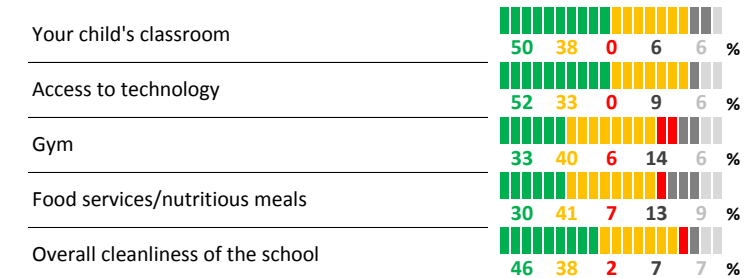 Your child's classroom
50 38 0 6 6 %
Access to technology
52 33 0 9 6 %
Gym
33 40 6 14 6 %
Food services/nutritious meals
30 41 7 13 9 %
Overall cleanliness of the school
46 38 2 7 7 %